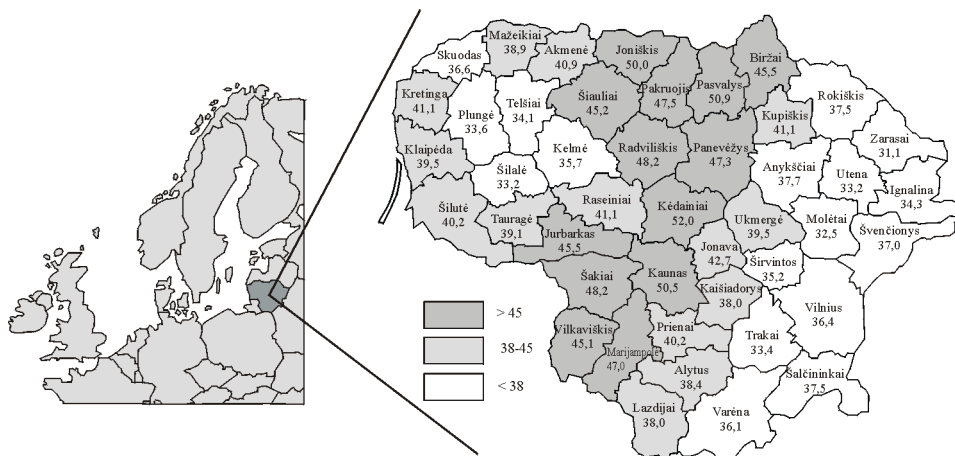 Mažeikiai
38,9
Akmenė
40,9
Joniškis
50,0
Biržai
45,5
Skuodas
36,6
Pakruojis
47,5
Pasvalys
50,9
Kretinga
41,1
Plungė
33,6
Telšiai
34,1
Šiauliai
45,2
Rokiškis
37,5
Kupiškis
41,1
Klaipėda
39,5
Kelmė
35,7
Radviliškis
48,2
Panevėžys
47,3
Zarasai
31,1
Šilalė
33,2
Anykščiai
37,7
Utena
33,2
Ignalina
34,3
Šilutė
40,2
Tauragė
39,1
Raseiniai
41,1
Kėdainiai
52,0
Ukmergė
39,5
Molėtai
32,5
Švenčionys
37,0
Jurbarkas
45,5
Jonava
42,7
Širvintos
35,2
Šakiai
48,2
Kaunas
50,5
Kaišiadorys
38,0
Vilnius
36,4
> 45
38-45
< 38
Vilkaviškis
45,1
Marijampolė
47,0
Prienai
40,2
Trakai
33,4
Alytus
38,4
Šalčininkai
37,5
Lazdijai
38,0
Varėna
36,1